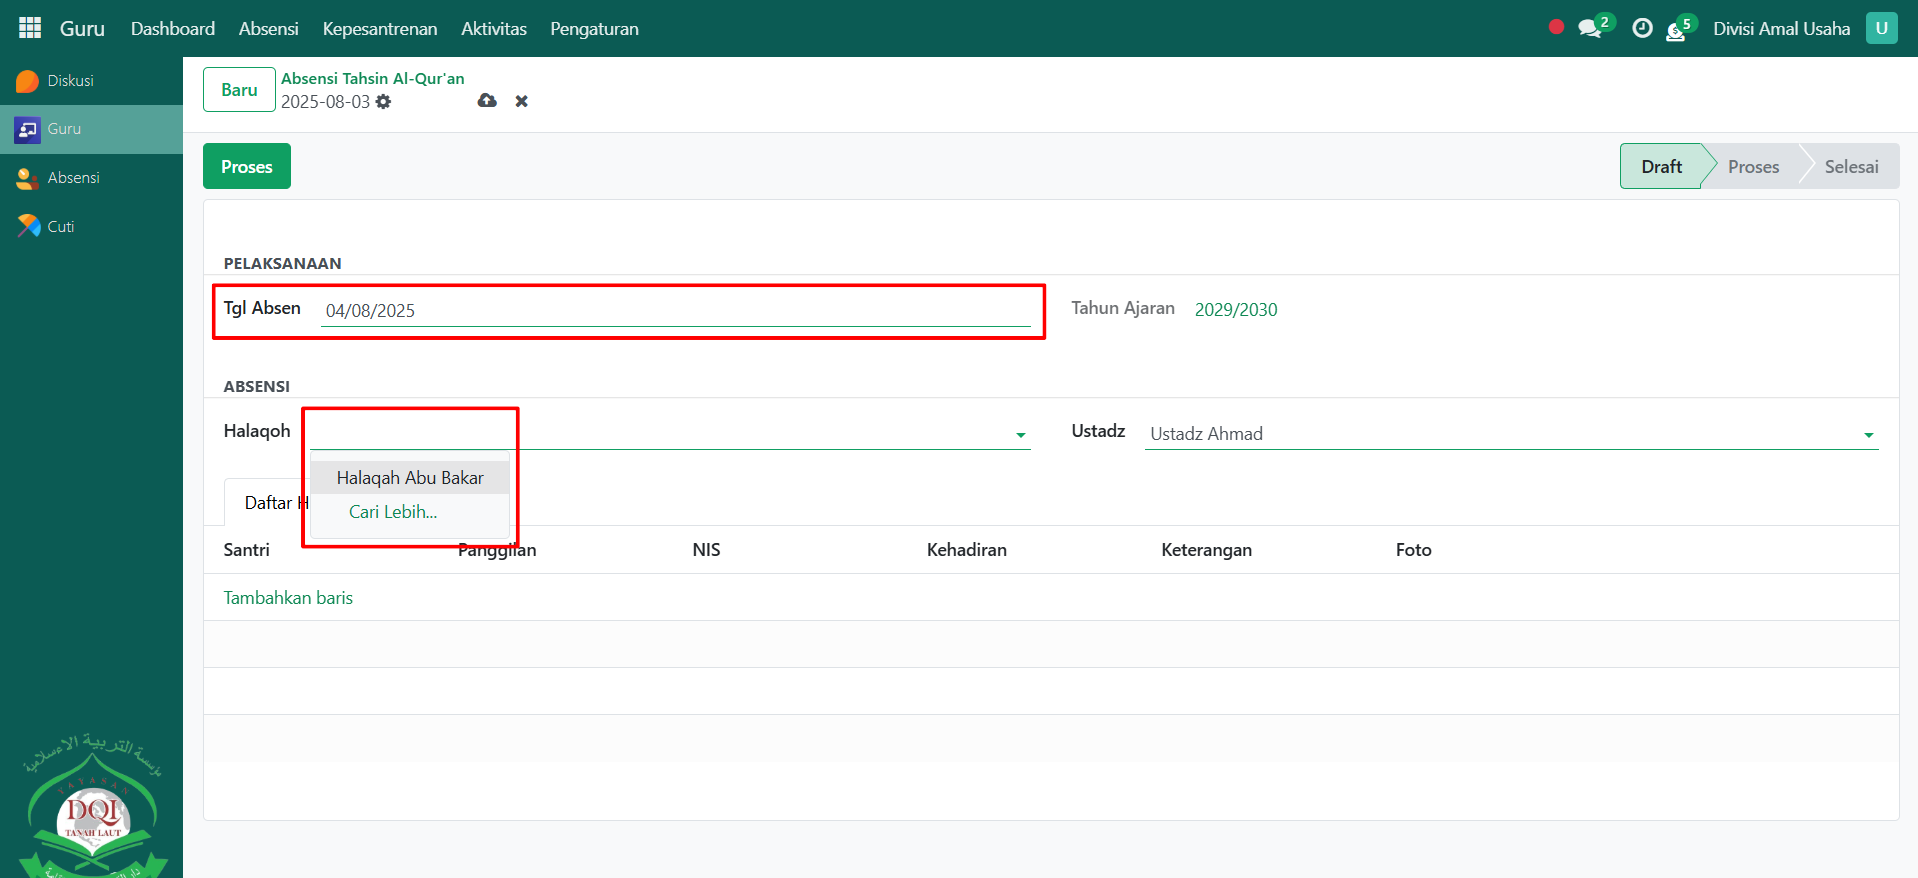 Guru Dashboard Absensi Kepesantrenan Aktivitas Pengaturan 2 5 Divisi Amal Usaha U
Diskusi
Guru
Absensi
Cuti
Baru
Absensi Tahsin Al-Qur'an
2025-08-03
Proses
Draft Proses Selesai
PELAKSANAAN
Tgl Absen 04/08/2025
Tahun Ajaran 2029/2030
ABSENSI
Halaqoh
Ustadz Ustadz Ahmad
Halaqah Abu Bakar
Cari Lebih...
Daftar H
Santri Panggilan NIS Kehadiran Keterangan Foto
Tambahkan baris
مؤسسة التربية الإسلامية
YAYASAN
DQI
TANAH LAUT